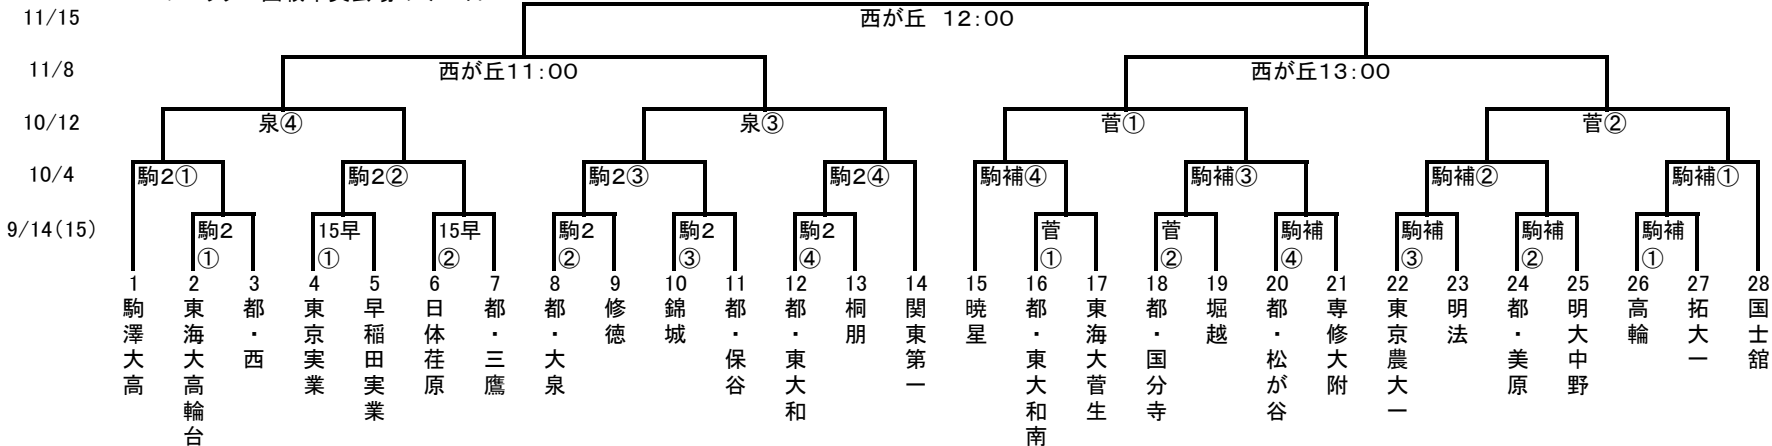 11/15
西が丘 12:00
11/8
西が丘11:00
西が丘13:00
10/12
泉④
泉③
菅①
菅②
10/4
駒2①
駒2②
駒2③
駒2④
駒補④
駒補③
駒補②
駒補①
9/14(15)
駒2①
15早①
15早②
駒2②
駒2③
駒2④
菅①
菅②
駒補④
駒補③
駒補②
駒補①
1 駒澤大高
2 東海大高輪台
3 都・西
4 東京実業
5 早稲田実業
6 日体荏原
7 都・三鷹
8 都・大泉
9 修徳
10 錦城
11 都・保谷
12 都・東大和
13 桐朋
14 関東第一
15 暁星
16 都・東大和南
17 東海大菅生
18 都・国分寺
19 堀越
20 都・松が谷
21 専修大附
22 東京農大一
23 明法
24 都・美原
25 明大中野
26 高輪
27 拓大一
28 国士舘